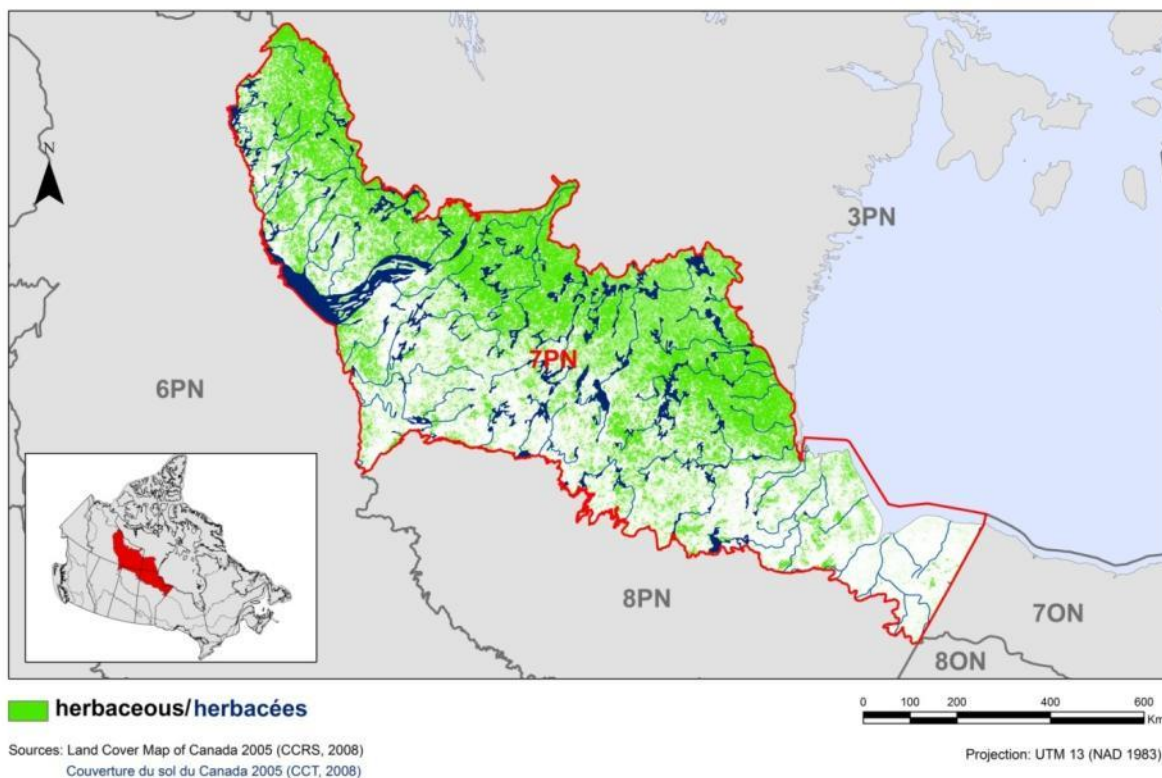 N
3PN
7PN
6PN
8PN
7ON
8ON
herbaceous/herbacées
0 100 200 400 600
Km
Sources: Land Cover Map of Canada 2005 (CCRS, 2008)
Couverture du sol du Canada 2005 (CCT, 2008)
Projection: UTM 13 (NAD 1983)